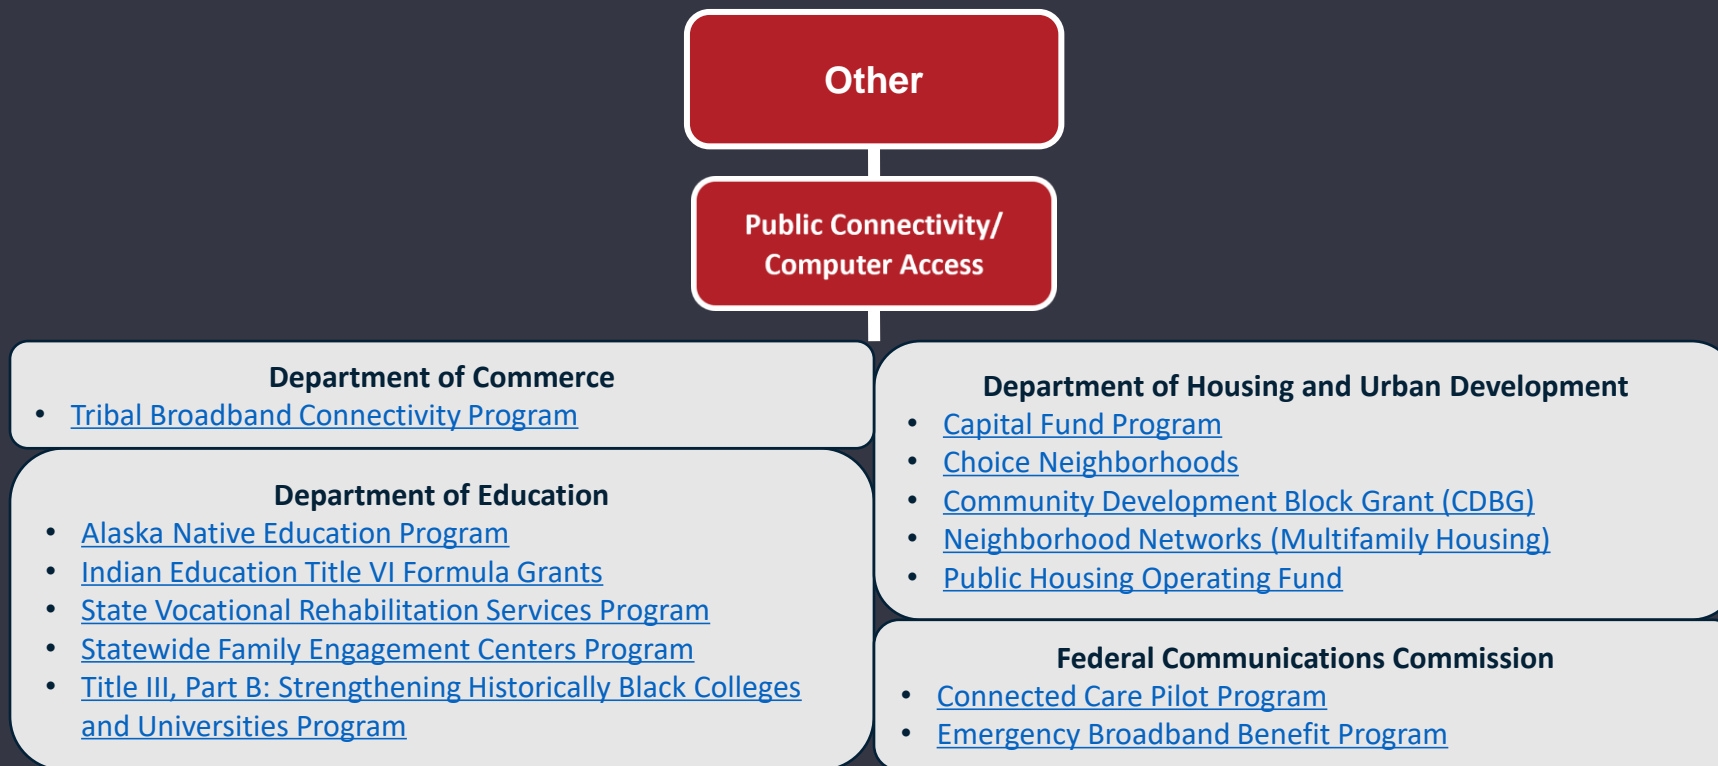 Other
Public Connectivity/
Computer Access
Department of Commerce
• Tribal Broadband Connectivity Program
Department of Education
• Alaska Native Education Program
• Indian Education Title VI Formula Grants
• State Vocational Rehabilitation Services Program
• Statewide Family Engagement Centers Program
• Title III, Part B: Strengthening Historically Black Colleges
and Universities Program
Department of Housing and Urban Development
• Capital Fund Program
• Choice Neighborhoods
• Community Development Block Grant (CDBG)
• Neighborhood Networks (Multifamily Housing)
• Public Housing Operating Fund
Federal Communications Commission
• Connected Care Pilot Program
• Emergency Broadband Benefit Program